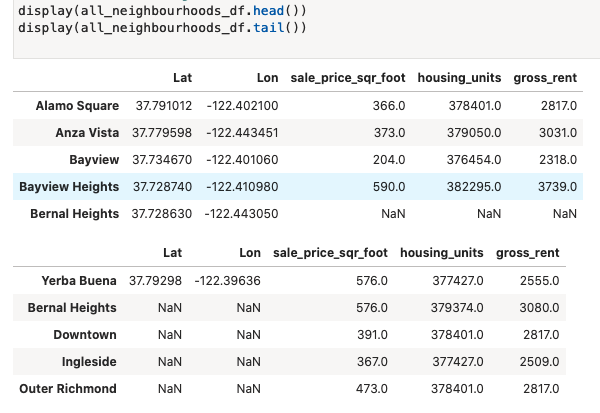 display(all_neighbourhoods_df.head())
display(all_neighbourhoods_df.tail())
Lat Lon sale_price_sqr_foot housing_units gross_rent
Alamo Square 37.791012 -122.402100 366.0 378401.0 2817.0
Anza Vista 37.779598 -122.443451 373.0 379050.0 3031.0
Bayview 37.734670 -122.401060 204.0 376454.0 2318.0
Bayview Heights 37.728740 -122.410980 590.0 382295.0 3739.0
Bernal Heights 37.728630 -122.443050 NaN NaN NaN
Lat Lon sale_price_sqr_foot housing_units gross_rent
Yerba Buena 37.79298 -122.39636 576.0 377427.0 2555.0
Bernal Heights NaN NaN 576.0 379374.0 3080.0
Downtown NaN NaN 391.0 378401.0 2817.0
Ingleside NaN NaN 367.0 377427.0 2509.0
Outer Richmond NaN NaN 473.0 378401.0 2817.0